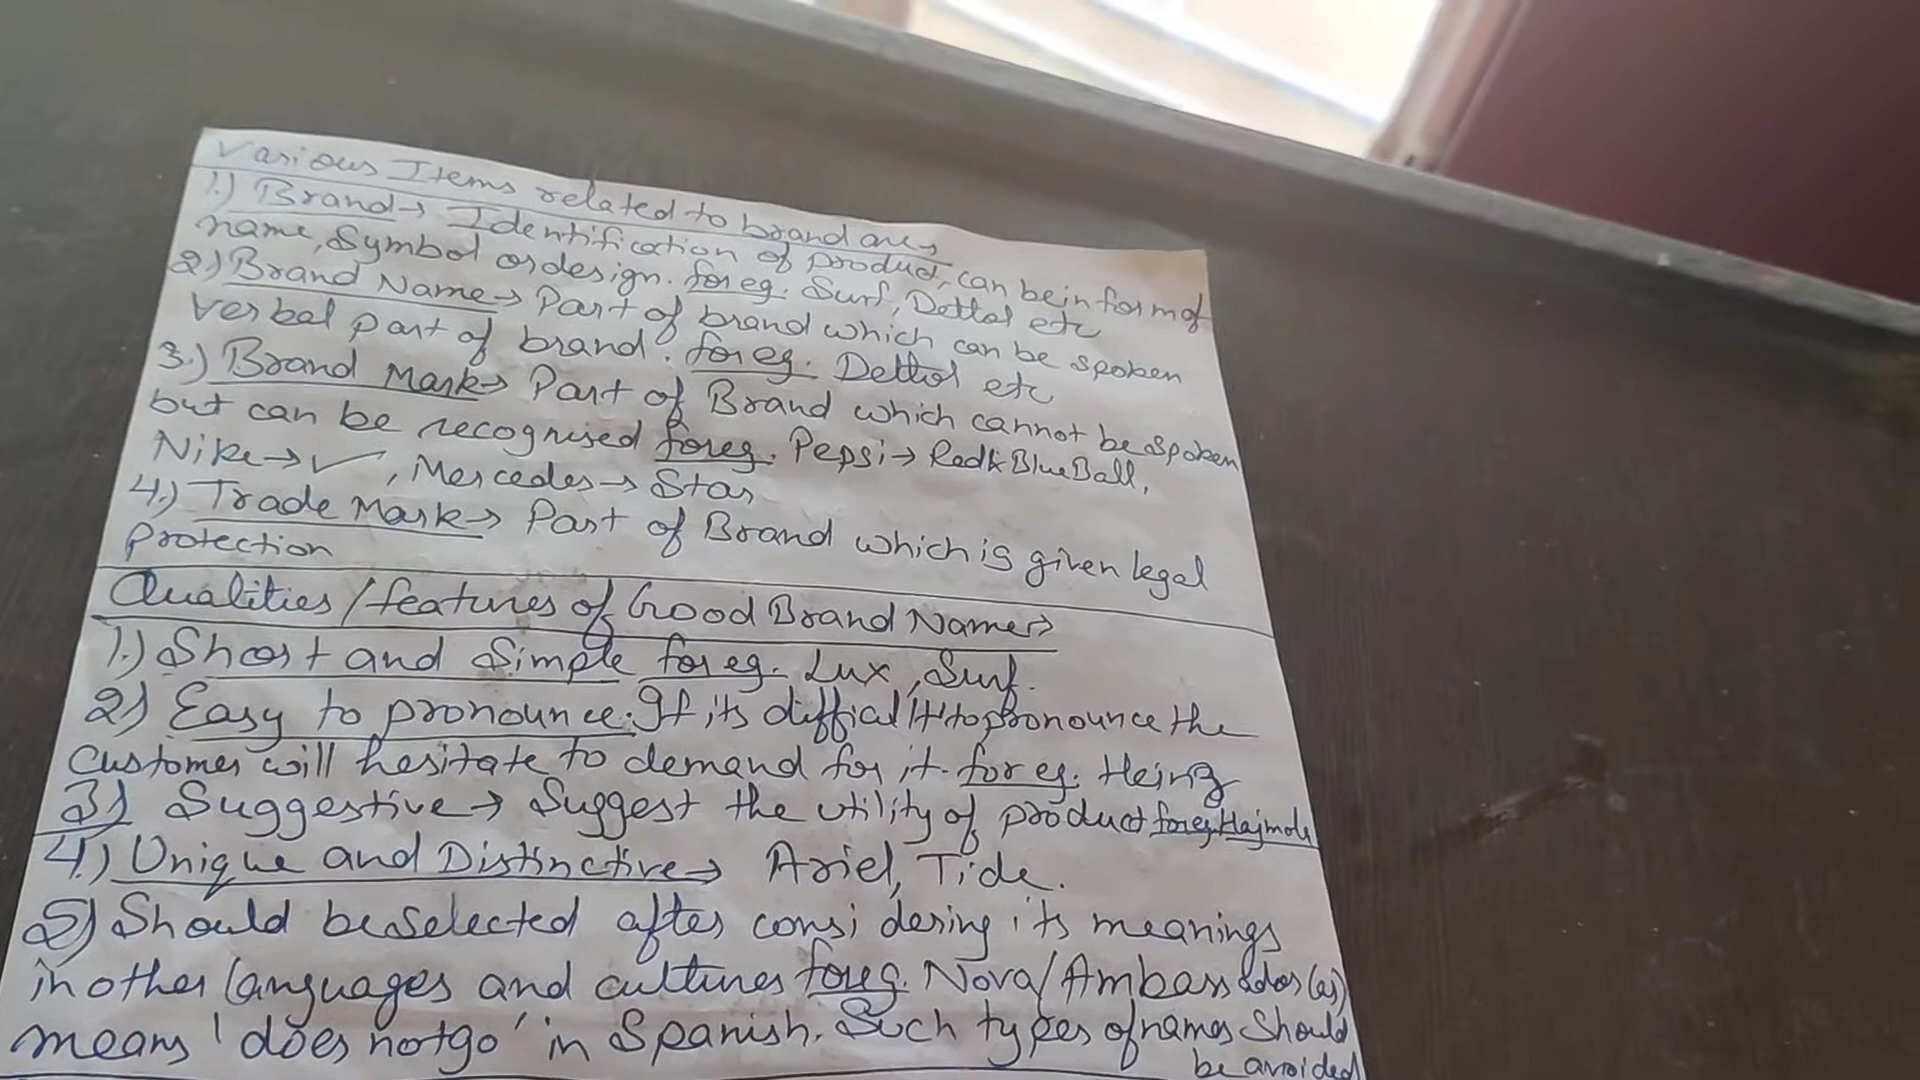 Various Items related to brand are→
1.) Brand→ Identification of product, can be in form of
name, Symbol or design. for eg. Surf, Dettol etc
2.) Brand Name→ Part of brand which can be spoken
Verbal part of brand. for eg. Dettol etc
3.) Brand Mark→ Part of Brand which cannot be spoken
but can be recognised for eg. Pepsi→ Red & Blue Ball,
Nike→ ✓, Mercedes→ Star
4.) Trade Mark→ Part of Brand which is given legal
Protection
Qualities/features of Good Brand Name→
1.) Short and Simple for eg. Lux, Surf.
2) Easy to pronounce. If its difficult to pronounce the
Customer will hesitate to demand for it. for eg. Heinz
3) Suggestive→ Suggest the utility of product for eg. Hajmola
4.) Unique and Distinctive→ Ariel, Tide.
5) Should be Selected after considering its meanings
in other languages and cultures for eg. Nova/Ambassador(car)
means 'does not go' in Spanish. Such types of names Should
be avoided